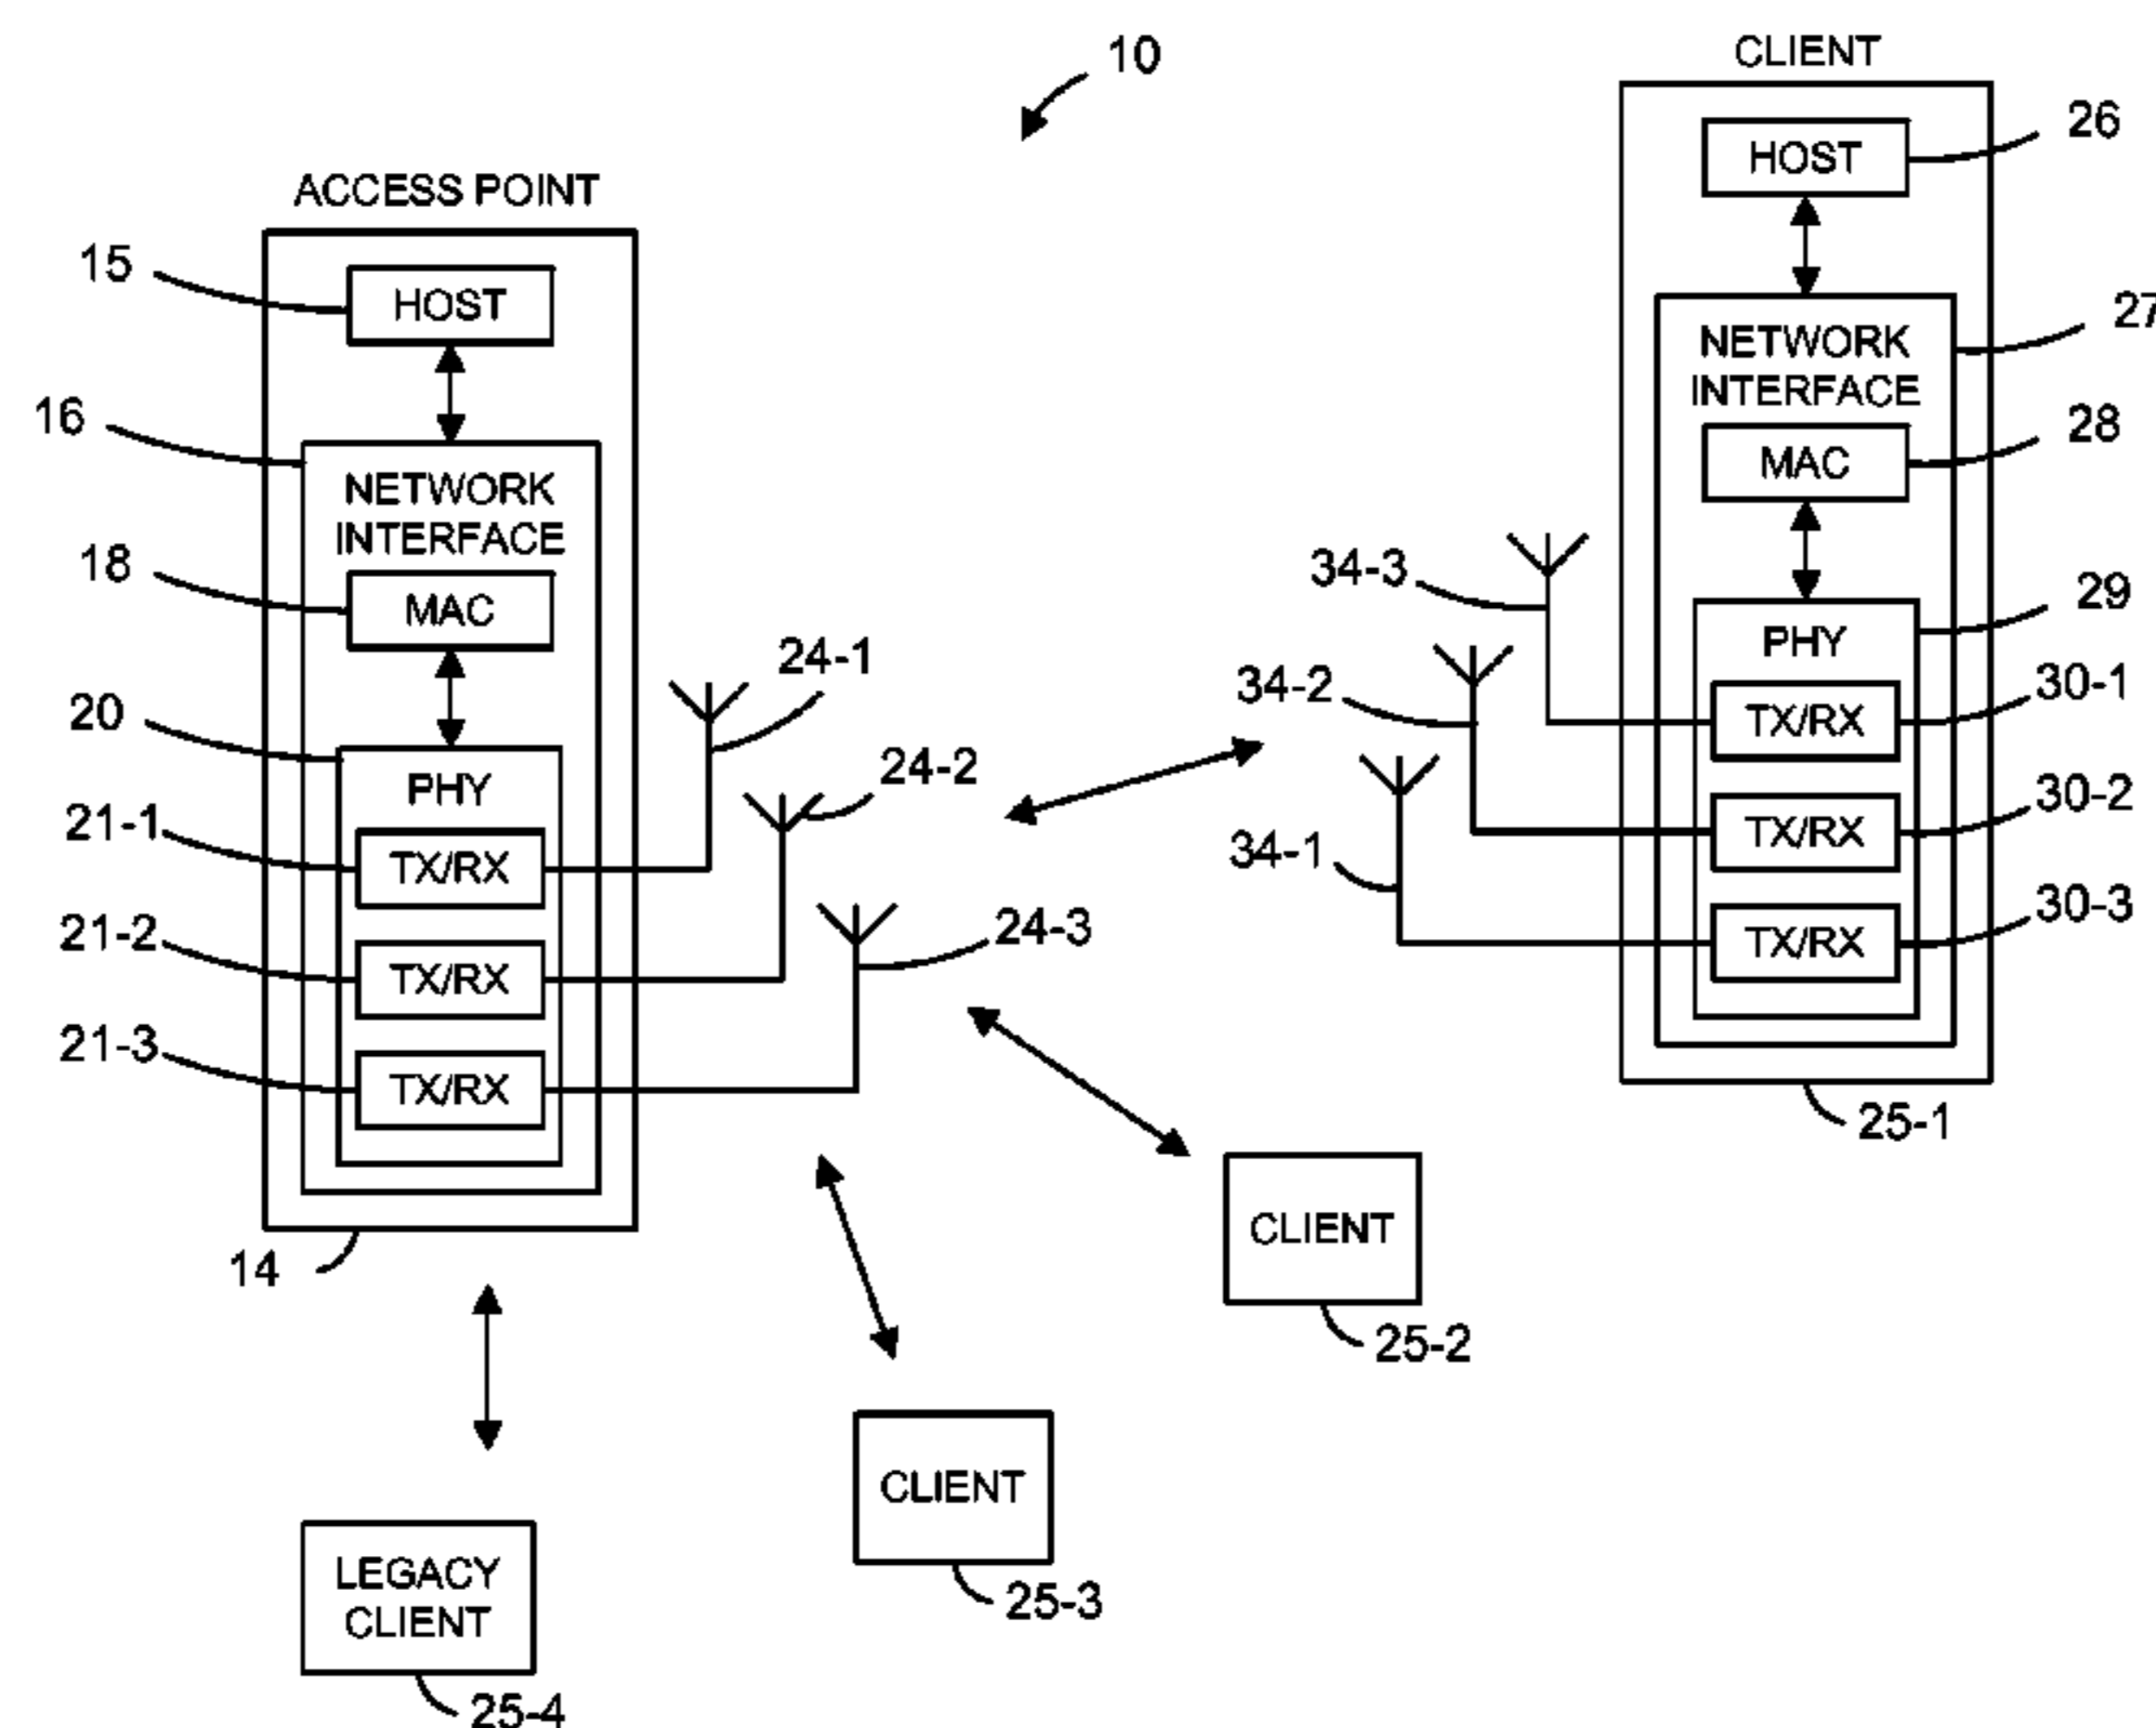 10
CLIENT
HOST
26
NETWORK
INTERFACE
27
MAC
28
PHY
29
TX/RX
30-1
TX/RX
30-2
TX/RX
30-3
25-1
34-3
34-2
34-1
ACCESS POINT
15
HOST
16
NETWORK
INTERFACE
18
MAC
20
PHY
21-1
TX/RX
21-2
TX/RX
21-3
TX/RX
14
24-1
24-2
24-3
CLIENT
25-2
CLIENT
25-3
LEGACY
CLIENT
25-4